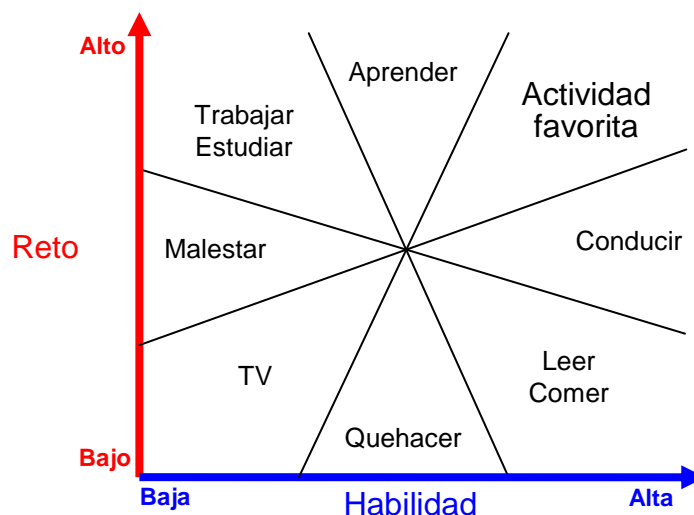 Alto
Aprender
Actividad
favorita
Trabajar
Estudiar
Reto
Malestar
Conducir
TV
Leer
Comer
Quehacer
Bajo
Baja
Habilidad
Alta